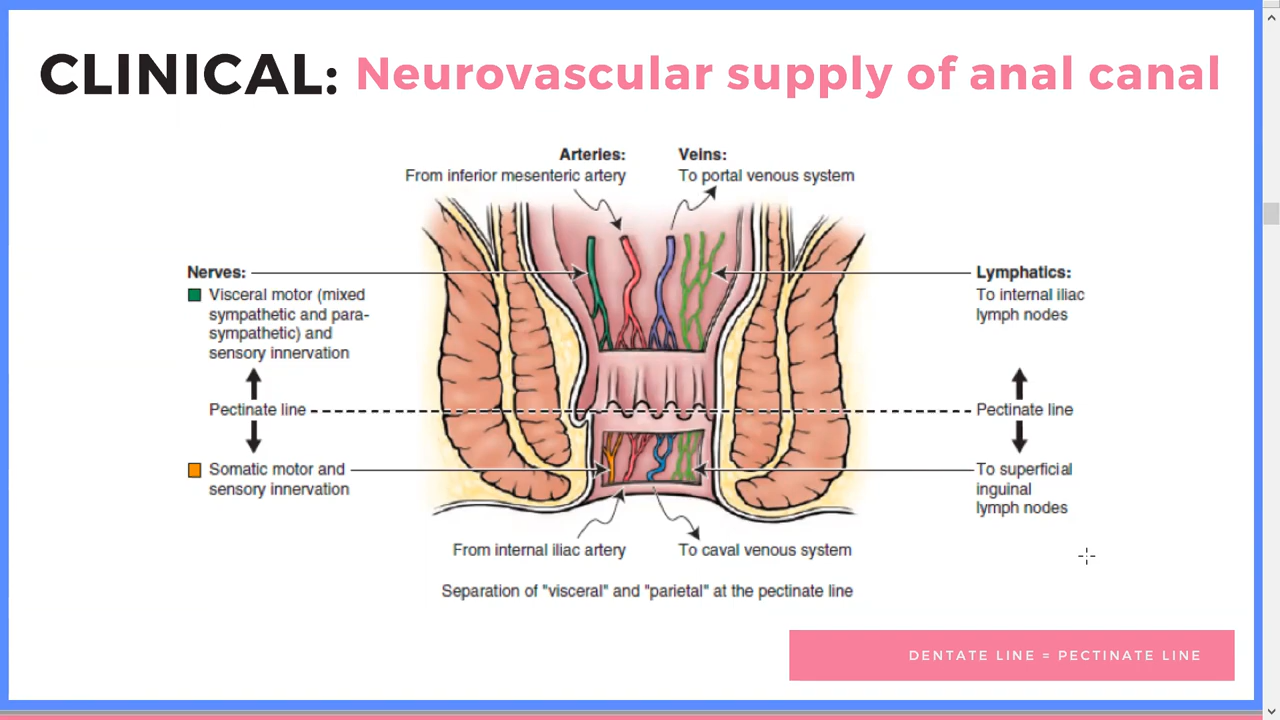 CLINICAL: Neurovascular supply of anal canal
Arteries:
From inferior mesenteric artery
Veins:
To portal venous system
Nerves:
Visceral motor (mixed
sympathetic and para-
sympathetic) and
sensory innervation
Lymphatics:
To internal iliac
lymph nodes
Pectinate line
Pectinate line
Somatic motor and
sensory innervation
To superficial
inguinal
lymph nodes
From internal iliac artery
To caval venous system
Separation of "visceral" and "parietal" at the pectinate line
DENTATE LINE = PECTINATE LINE